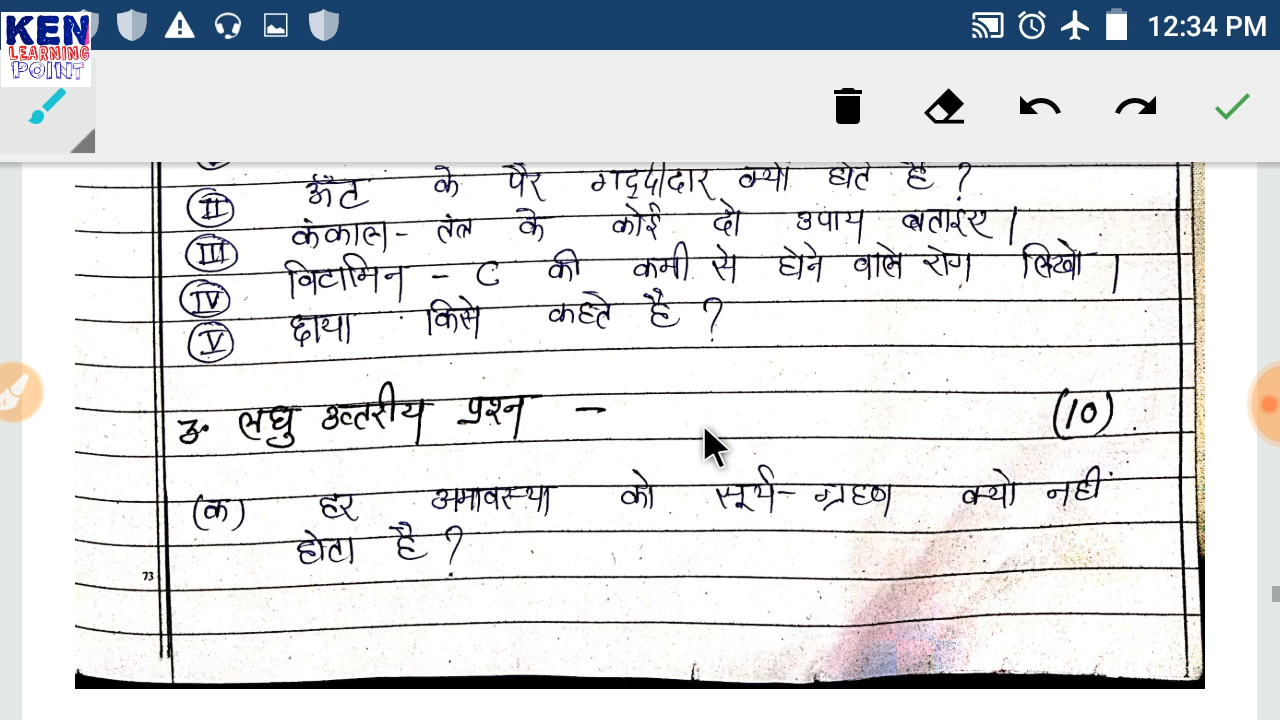 KEN
LEARNING
POINT
12:34 PM
II ऊँट के पैर गद्दीदार क्यों होते है ?
III कंकाल - तंत्र के कोई दो उपाय बताइए।
IV विटामिन - C की कमी से होने वाले रोग लिखो।
V छाया किसे कहते है ?
3. लघु उत्तरीय प्रश्न - (10)
(क) हर अमावस्या को सूर्य - ग्रहण क्यो नहीं
होता है ?
73